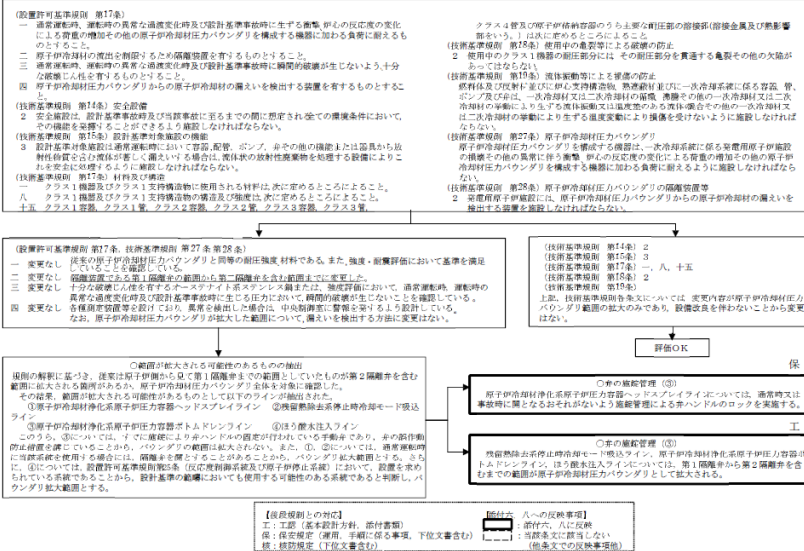 (設置許可基準規則 第17条)
一 通常運転時、運転時の異常な過渡変化時及び設計基準事故時に生ずる衝撃、炉心の反応度の変化
による荷重の増加その他の原子炉冷却材圧力バウンダリを構成する機器に加わる負荷に耐えるも
のとすること。
二 原子炉冷却材の流出を制限するため隔離装置を有するものとすること。
三 通常運転時、運転時の異常な過渡変化時及び設計基準事故時に瞬間的破壊が生じないよう、十分
な破壊じん性を有するものとすること。
四 原子炉冷却材圧力バウンダリからの原子炉冷却材の漏えいを検出する装置を有するものとするこ
と。
(技術基準規則 第14条) 安全設備
2 安全施設は、設計基準事故時及び当該事故に至るまでの間に想定される全ての環境条件において、
その機能を発揮することができるよう施設しなければならない。
(技術基準規則 第15条) 設計基準対象施設の機能
3 設計基準対象施設は通常運転時において容器、配管、ポンプ、弁その他の機械又は器具から放
射性物質を含む流体が著しく漏えいする場合は、流体状の放射性廃棄物を処理する設備によりこ
れを安全に処理するように施設しなければならない。
(技術基準規則 第17条) 材料及び構造
一 クラス1機器及びクラス1支持構造物に使用される材料は、次に定めるところによること。
八 クラス1機器及びクラス1支持構造物の構造及び強度は、次に定めるところによること。
十五 クラス1容器、クラス1管、クラス2容器、クラス2管、クラス3容器、クラス3管、
クラス4管及び原子炉格納容器のうち主要な耐圧部の溶接部(溶接金属及び熱影響
部をいう。)は次に定めるところによること
(技術基準規則 第18条) 使用中の亀裂等による破壊の防止
2 使用中のクラス1機器の耐圧部分には、その耐圧部分を貫通する亀裂その他の欠陥が
あってはならない。
(技術基準規則 第19条) 流体振動等による損傷の防止
燃料体及び反射材並びに炉心支持構造物、熱遮蔽材並びに一次冷却系統に係る容器、管、
ポンプ及び弁は、一次冷却材又は二次冷却材の循環、沸騰その他の一次冷却材又は二次冷
却材の挙動により生ずる流体振動又は温度差のある流体の混合その他の一次冷却材又
は二次冷却材の挙動により生ずる温度変動により損傷を受けないように施設しなければ
ならない。
(技術基準規則 第27条) 原子炉冷却材圧力バウンダリ
原子炉冷却材圧力バウンダリを構成する機器は、一次冷却系統に係る発電用原子炉施設
の損壊その他の異常に伴う衝撃、炉心の反応度の変化による荷重の増加その他の原子炉
冷却材圧力バウンダリを構成する機器に加わる負荷に耐えるように施設しなければならない。
(技術基準規則 第28条) 原子炉冷却材圧力バウンダリの隔離装置等
2 発電用原子炉施設には、原子炉冷却材圧力バウンダリからの原子炉冷却材の漏えいを
検出する装置を施設しなければならない。
(設置許可基準規則 第17条、技術基準規則 第27条 第28条)
一 変更なし 従来の原子炉冷却材圧力バウンダリと同等の耐圧強度、材料である。また、強度・耐震評価において基準を満足
していることを確認している。
二 変更なし 隔離装置である第1隔離弁の範囲から第二隔離弁を含む範囲までに変更した。
三 変更なし 十分な破壊じん性を有するオーステナイト系ステンレス鋼または、強度評価において、通常運転時、運転時の
異常な過渡変化時及び設計基準事故時に生じる圧力において、瞬間的破壊が生じないことを確認している。
四 変更なし 各種測定装置等を設けており、異常を検出した場合は、中央制御室に警報を発するよう設計している。
なお、原子炉冷却材圧力バウンダリが拡大した範囲について、漏えいを検出する方法に変更はない。
(技術基準規則 第14条) 2
(技術基準規則 第15条) 3
(技術基準規則 第17条) 一、八、十五
(技術基準規則 第18条) 2
(技術基準規則 第19条)
上記、技術基準規則各条文については、変更内容が原子炉冷却材圧力
バウンダリ範囲の拡大のみであり、設備改良を伴わないことから変更
はない。
評価OK
○範囲が拡大される可能性のあるものの抽出
規則の解釈に基づき、従来は原子炉側から見て第1隔離弁までの範囲としていたものが第2隔離弁を含む
範囲に拡大される箇所があるか、原子炉冷却材圧力バウンダリ全体を対象に確認した。
その結果、範囲が拡大される可能性があるものとして以下のラインが抽出された。
①原子炉冷却材浄化系原子炉圧力容器ヘッドスプレイライン ②残留熱除去系停止時冷却モード吸込
ライン
③原子炉冷却材浄化系原子炉圧力容器ボトムドレンライン ④ほう酸水注入ライン
このうち、③については、すでに施錠により弁ハンドルの固定が行われている手動弁であり、弁の誤作動
防止措置を講じていることから、バウンダリの範囲は拡大されない。また、①、②については、通常運転時
に当該系統を使用する場合には、隔離弁を開とすることがあることから、バウンダリ拡大範囲とする。さら
に、④については、設置許可基準規則第25条(反応度制御系統及び原子炉停止系統)において、設置を求め
られている系統であることから、設計基準の範疇においても使用する可能性のある系統であると判断し、バ
ウンダリ拡大範囲とする。
保
○弁の施錠管理 (③)
原子炉冷却材浄化系原子炉圧力容器ヘッドスプレイラインについては、通常時又は
事故時に開となるおそれがないよう施錠管理による弁ハンドルのロックを実施する。
工
○弁の施錠管理 (③)
残留熱除去系停止時冷却モード吸込ライン、原子炉冷却材浄化系原子炉圧力容器ボ
トムドレンライン、ほう酸水注入ラインについては、第1隔離弁から第2隔離弁を含
むまでの範囲が原子炉冷却材圧力バウンダリとして拡大される。
【後段規制との対応】
工:工認(基本設計方針、添付書類)
保:保安規定(運用、手順に係る事項、下位文書含む)
核:核防規定(下位文書含む)
【添付六、八への反映事項】
:添付六、八に反映
:当該条文に該当しない
(他条文での反映事項他)